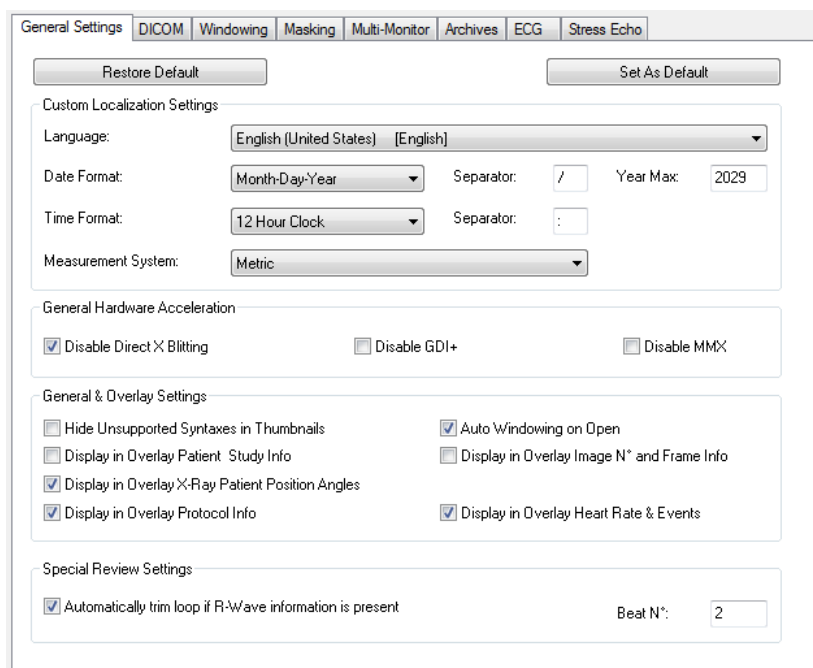 General Settings DICOM Windowing Masking Multi-Monitor Archives ECG Stress Echo
Restore Default Set As Default
Custom Localization Settings
Language: English (United States) [English]
Date Format: Month-Day-Year Separator: / Year Max: 2029
Time Format: 12 Hour Clock Separator: :
Measurement System: Metric
General Hardware Acceleration
Disable Direct X Blitting Disable GDI+ Disable MMX
General & Overlay Settings
Hide Unsupported Syntaxes in Thumbnails Auto Windowing on Open
Display in Overlay Patient Study Info Display in Overlay Image N° and Frame Info
Display in Overlay X-Ray Patient Position Angles
Display in Overlay Protocol Info Display in Overlay Heart Rate & Events
Special Review Settings
Automatically trim loop if R-Wave information is present Beat N°: 2